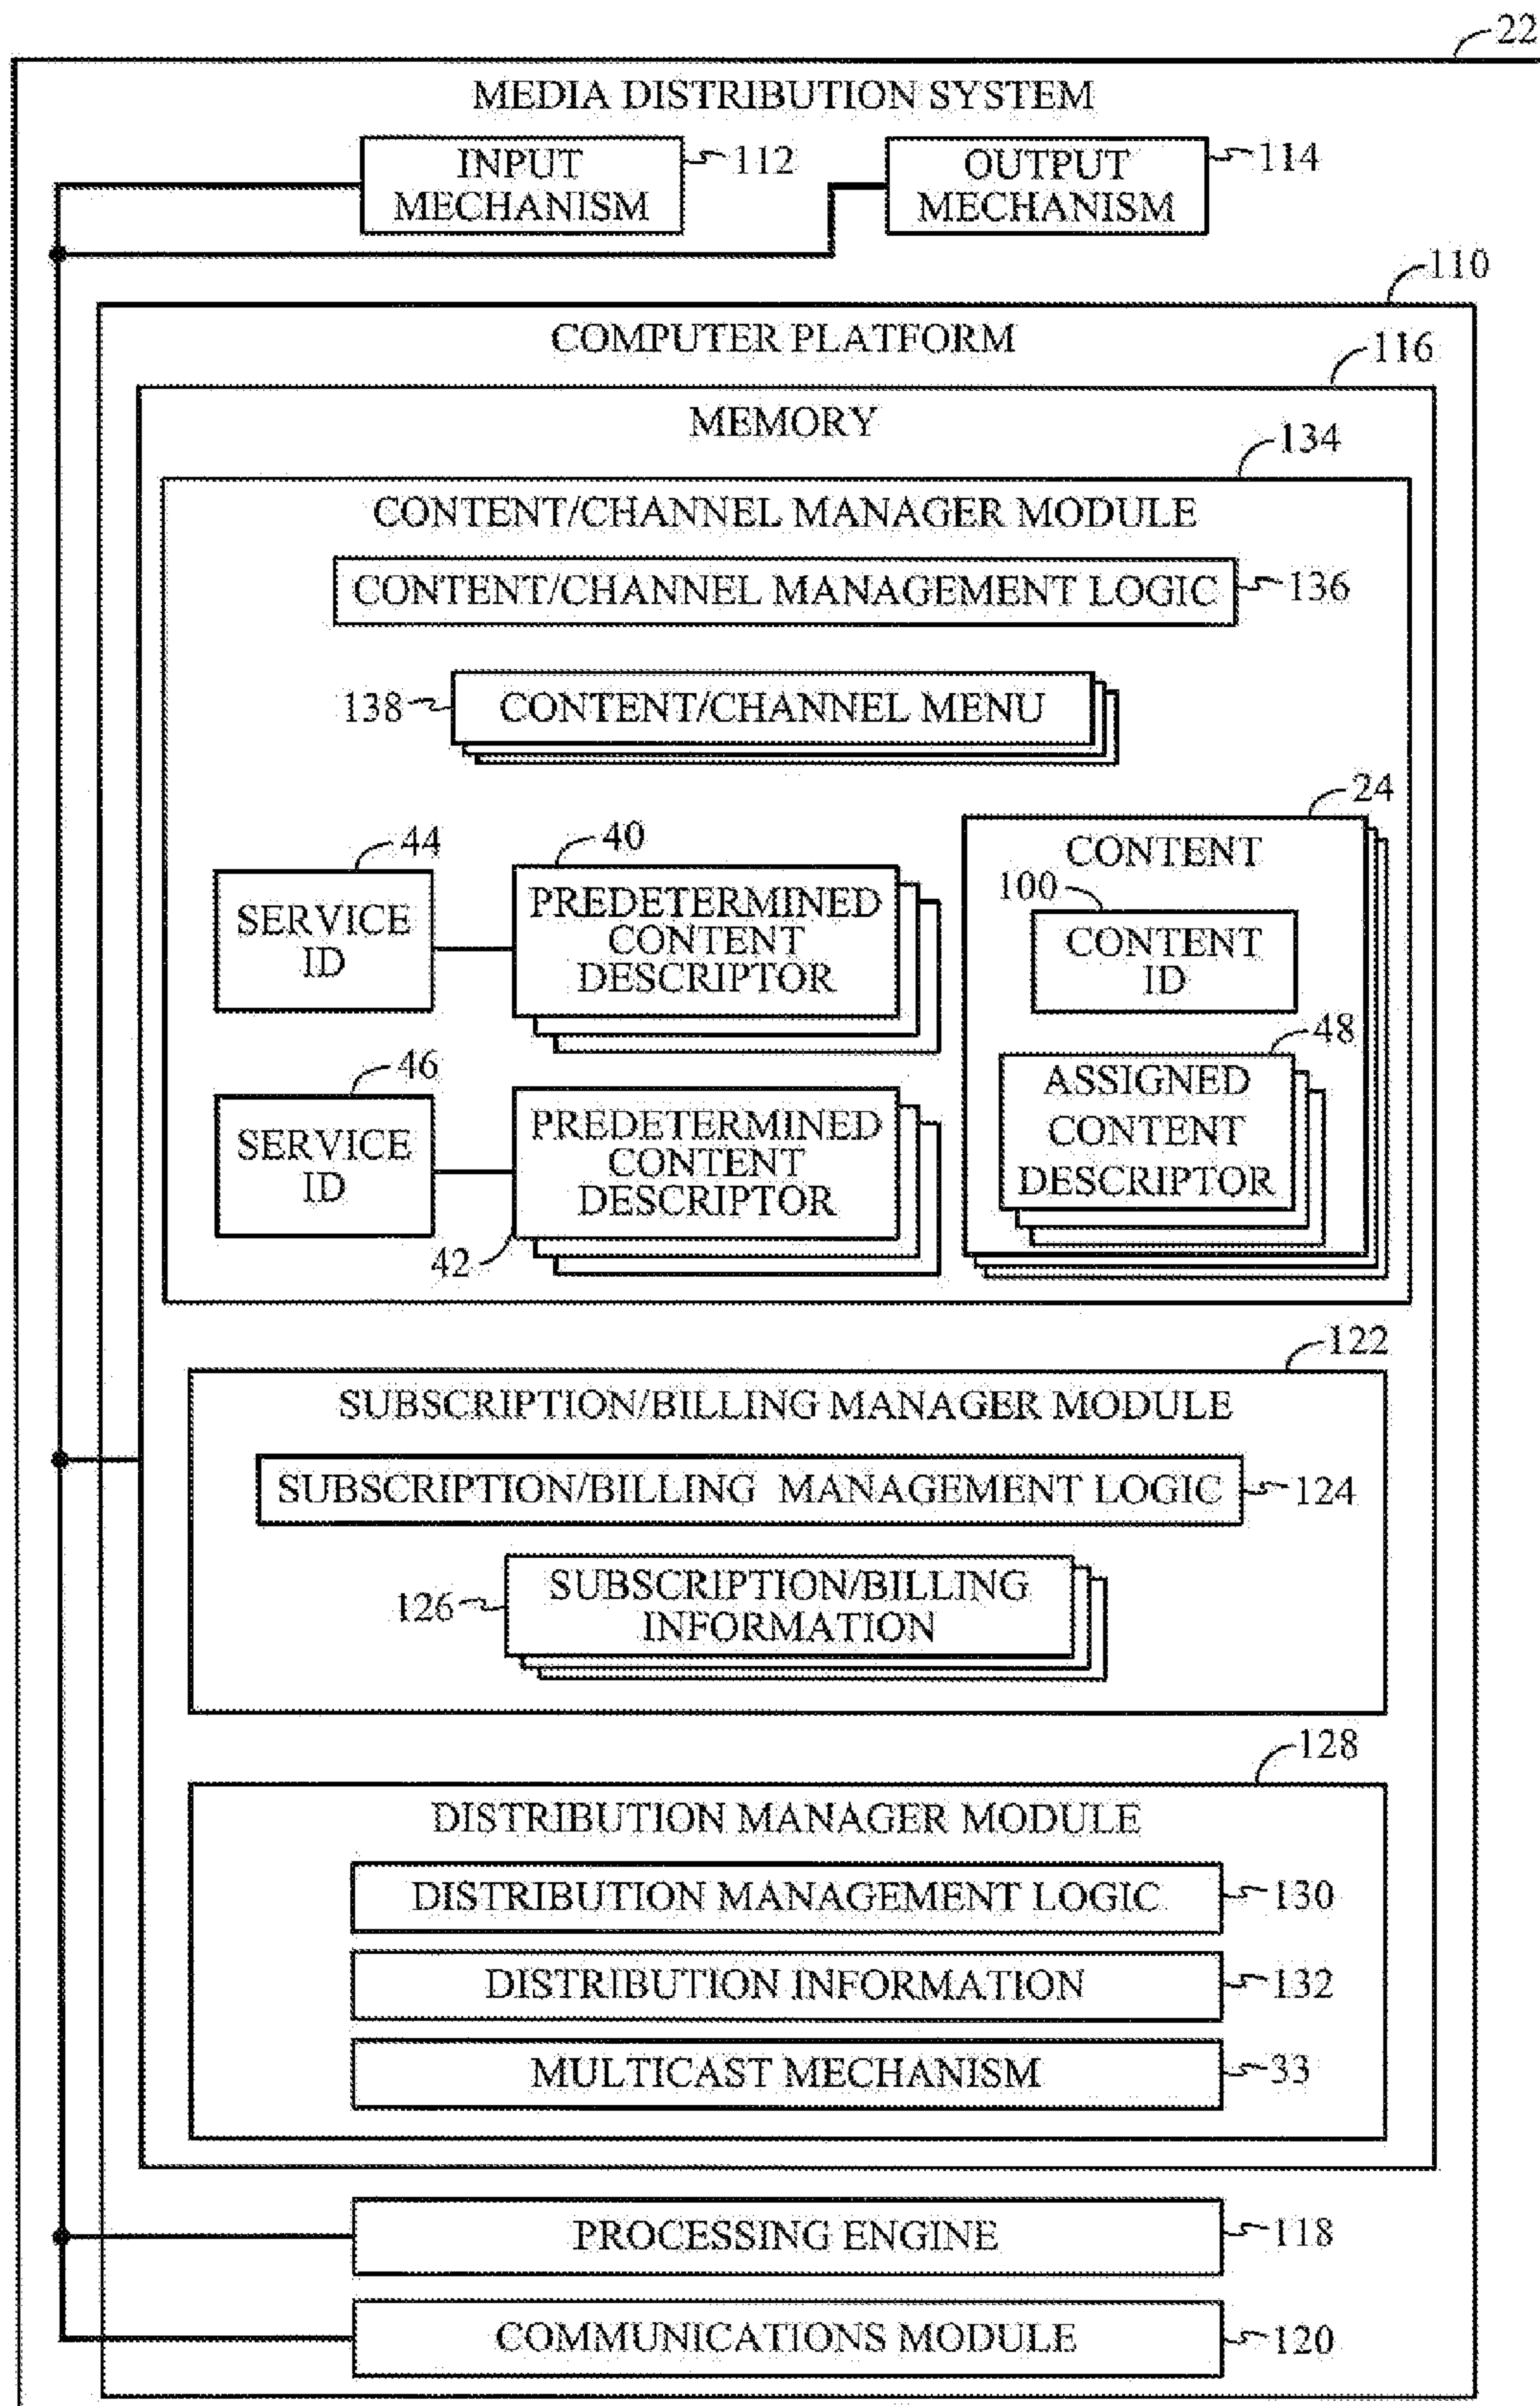 22
MEDIA DISTRIBUTION SYSTEM
INPUT
MECHANISM
112
OUTPUT
MECHANISM
114
110
COMPUTER PLATFORM
116
MEMORY
134
CONTENT/CHANNEL MANAGER MODULE
CONTENT/CHANNEL MANAGEMENT LOGIC
136
138
CONTENT/CHANNEL MENU
44
SERVICE
ID
40
PREDETERMINED
CONTENT
DESCRIPTOR
24
CONTENT
100
CONTENT
ID
48
ASSIGNED
CONTENT
DESCRIPTOR
46
SERVICE
ID
PREDETERMINED
CONTENT
DESCRIPTOR
42
122
SUBSCRIPTION/BILLING MANAGER MODULE
SUBSCRIPTION/BILLING MANAGEMENT LOGIC
124
126
SUBSCRIPTION/BILLING
INFORMATION
128
DISTRIBUTION MANAGER MODULE
DISTRIBUTION MANAGEMENT LOGIC
130
DISTRIBUTION INFORMATION
132
MULTICAST MECHANISM
33
PROCESSING ENGINE
118
COMMUNICATIONS MODULE
120